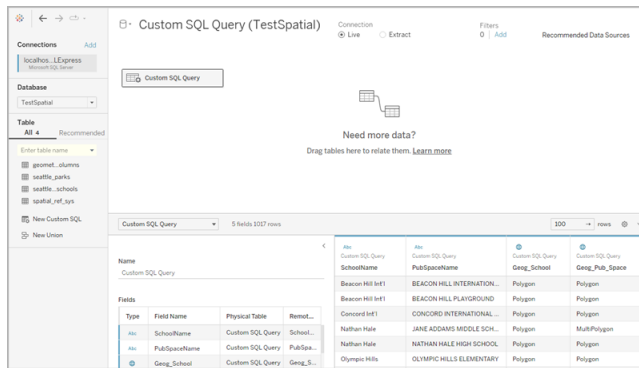 Custom SQL Query (TestSpatial)
Connection
Live
Extract
Filters
0 Add
Recommended Data Sources
Connections
Add
localhos...LExpress
Microsoft SQL Server
Database
TestSpatial
Table
All 4
Recommended
Enter table name
geomet...olumns
seattle_parks
seattle...schools
spatial_ref_sys
New Custom SQL
New Union
Custom SQL Query
Need more data?
Drag tables here to relate them. Learn more
Custom SQL Query
5 fields 1017 rows
100 → rows
Name
Custom SQL Query
Fields
Type Field Name Physical Table Remot...
Abc SchoolName Custom SQL Query School...
Abc PubSpaceName Custom SQL Query PubSpa...
Geog_School Custom SQL Query Geog_S...
Abc Abc
Custom SQL Query Custom SQL Query Custom SQL Query Custom SQL Query
SchoolName PubSpaceName Geog_School Geog_Pub_Space
Beacon Hill Int'l BEACON HILL INTERNATION... Polygon Polygon
Beacon Hill Int'l BEACON HILL PLAYGROUND Polygon Polygon
Concord Int'l CONCORD INTERNATIONAL ... Polygon Polygon
Nathan Hale JANE ADDAMS MIDDLE SCH... Polygon MultiPolygon
Nathan Hale NATHAN HALE HIGH SCHOOL Polygon Polygon
Olympic Hills OLYMPIC HILLS ELEMENTARY Polygon Polygon